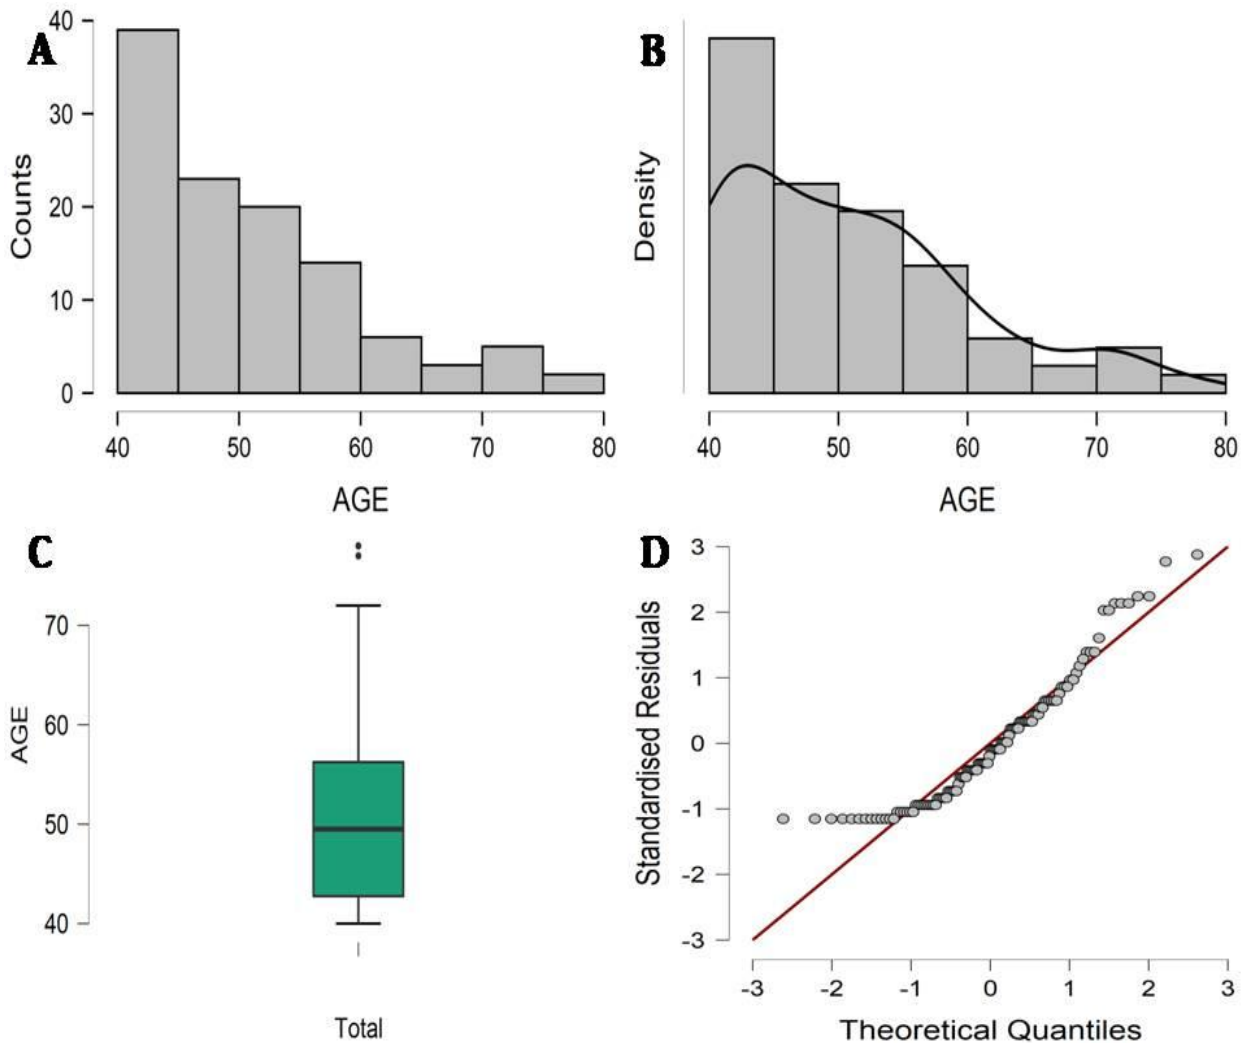 A
Counts
40
30
20
10
0
40 50 60 70 80
AGE
B
Density
40 50 60 70 80
AGE
C
AGE
70
60
50
40
Total
D
Standardised Residuals
3
2
1
0
-1
-2
-3
-3 -2 -1 0 1 2 3
Theoretical Quantiles